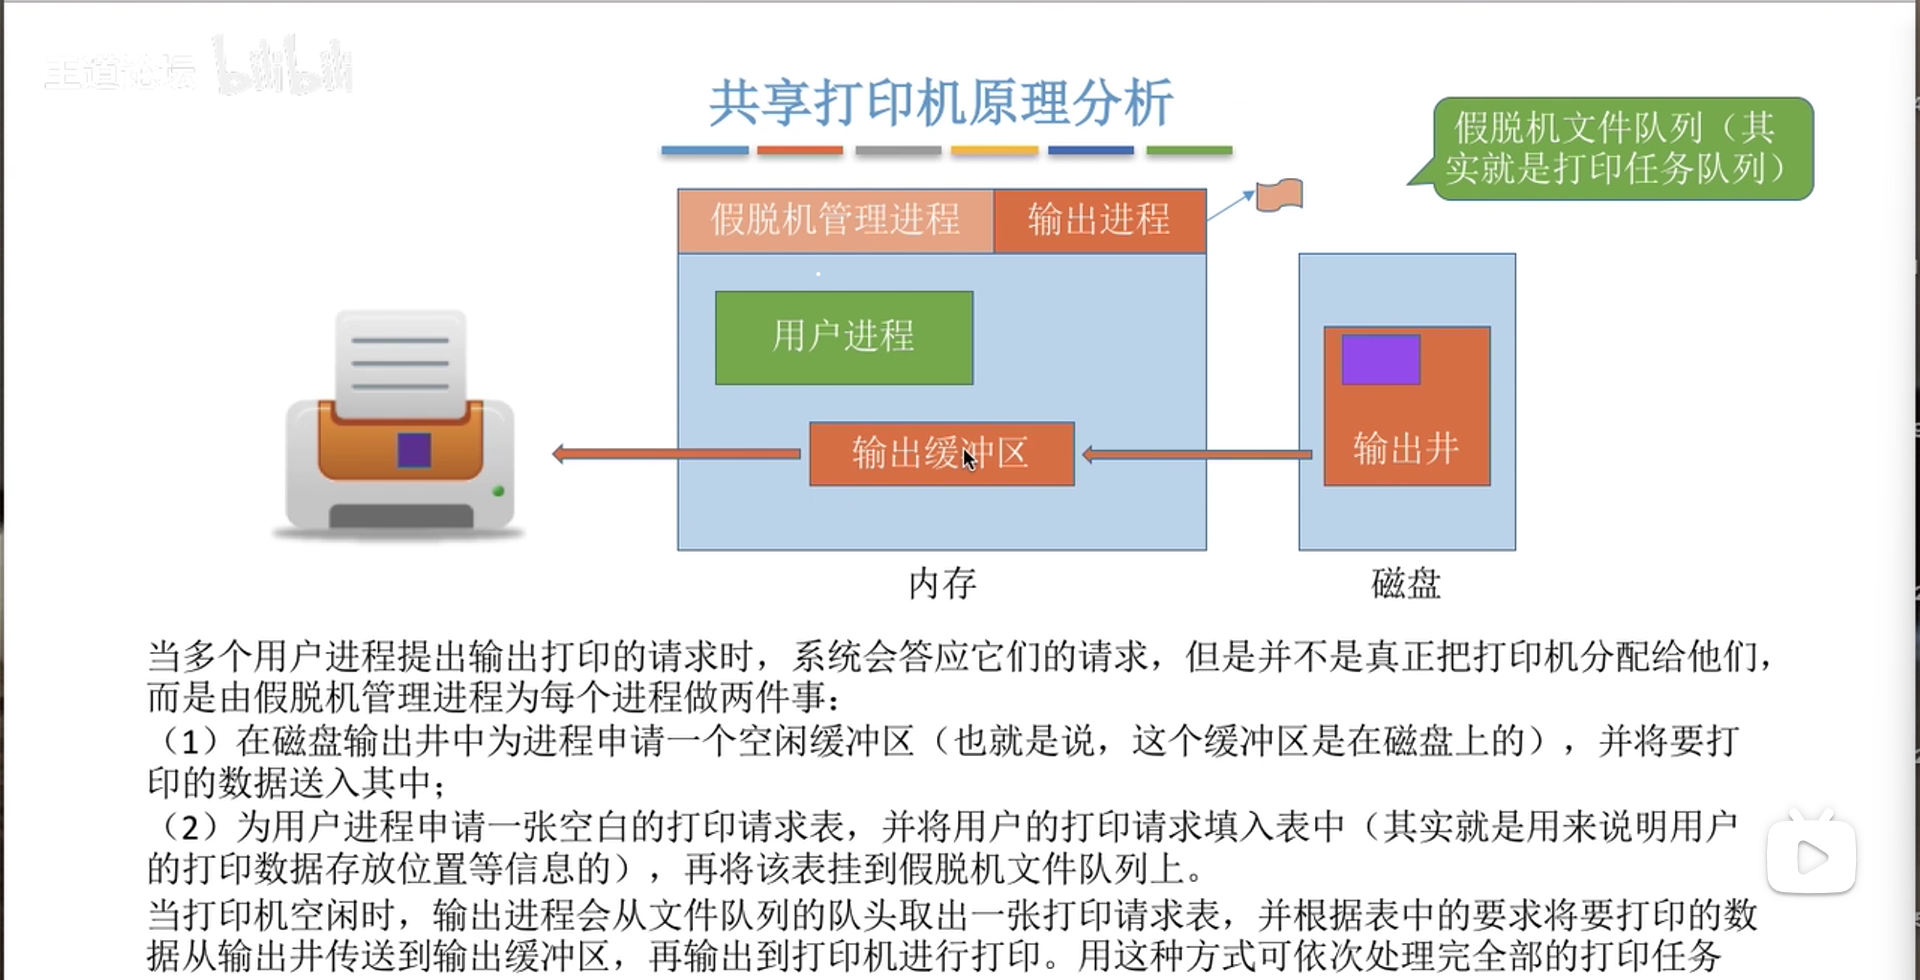 王道论坛 bilibili
共享打印机原理分析
假脱机文件队列（其
实就是打印任务队列）
假脱机管理进程
输出进程
用户进程
输出缓冲区
输出井
内存
磁盘
当多个用户进程提出输出打印的请求时，系统会答应它们的请求，但是并不是真正把打印机分配给他们，
而是由假脱机管理进程为每个进程做两件事：
（1）在磁盘输出井中为进程申请一个空闲缓冲区（也就是说，这个缓冲区是在磁盘上的），并将要打
印的数据送入其中；
（2）为用户进程申请一张空白的打印请求表，并将用户的打印请求填入表中（其实就是用来说明用户
的打印数据存放位置等信息的），再将该表挂到假脱机文件队列上。
当打印机空闲时，输出进程会从文件队列的队头取出一张打印请求表，并根据表中的要求将要打印的数
据从输出井传送到输出缓冲区，再输出到打印机进行打印。用这种方式可依次处理完全部的打印任务